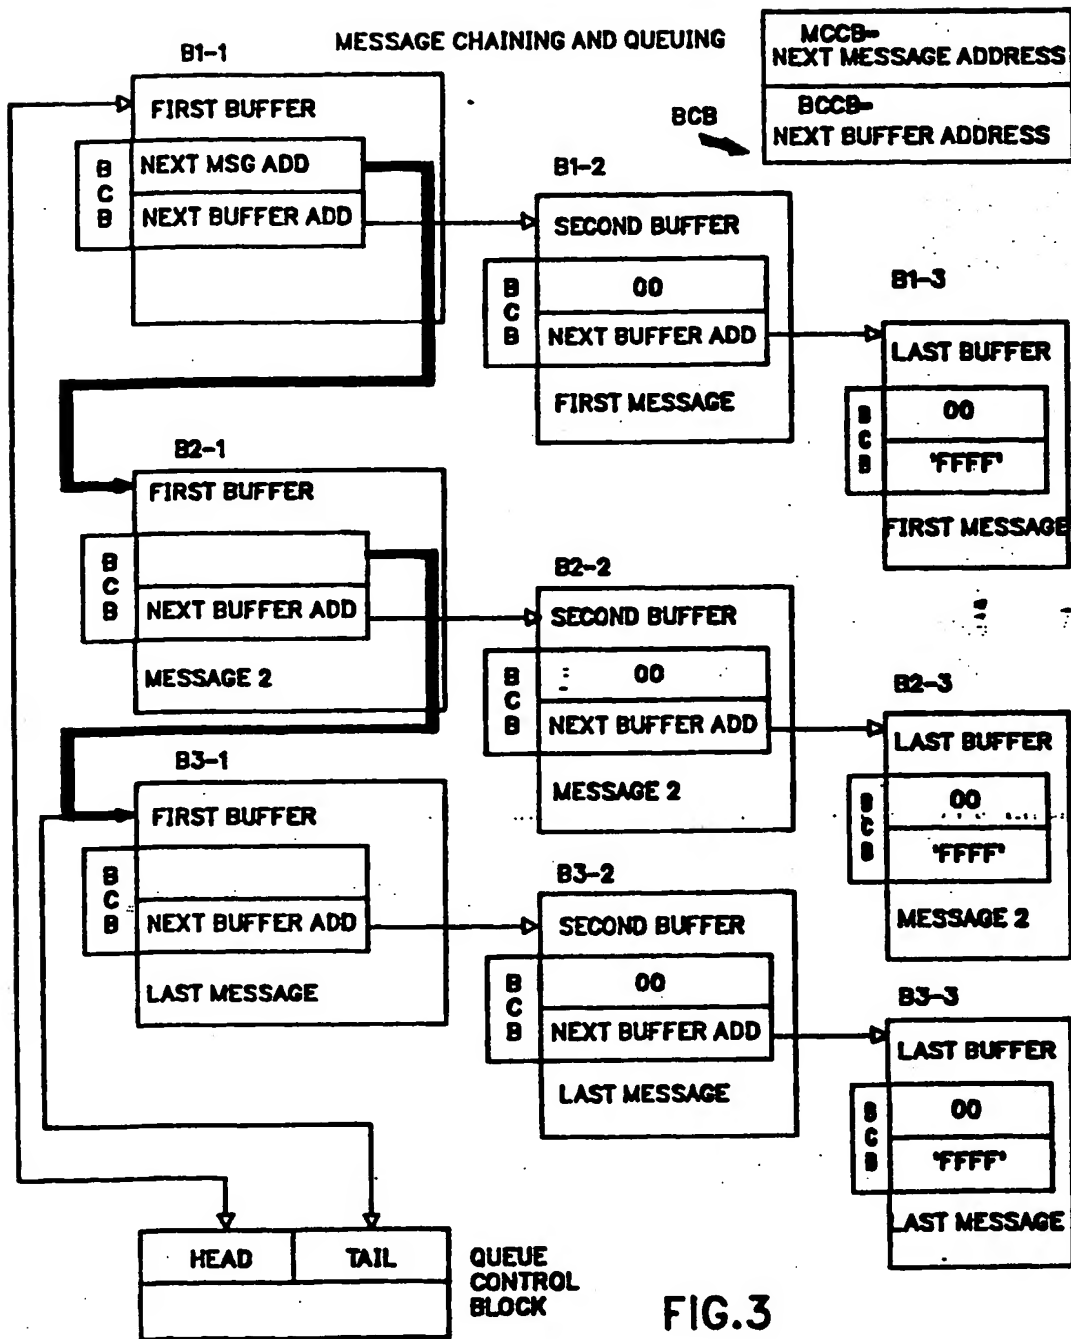 MESSAGE CHAINING AND QUEUING
MCCB=
NEXT MESSAGE ADDRESS
BCCB=
NEXT BUFFER ADDRESS
BCB
B1-1
FIRST BUFFER
BCB
NEXT MSG ADD
NEXT BUFFER ADD
B1-2
SECOND BUFFER
BCB
00
NEXT BUFFER ADD
FIRST MESSAGE
B1-3
LAST BUFFER
BCB
00
'FFFF'
FIRST MESSAGE
B2-1
FIRST BUFFER
BCB
NEXT BUFFER ADD
MESSAGE 2
B2-2
SECOND BUFFER
BCB
00
NEXT BUFFER ADD
MESSAGE 2
B2-3
LAST BUFFER
BCB
00
'FFFF'
MESSAGE 2
B3-1
FIRST BUFFER
BCB
NEXT BUFFER ADD
LAST MESSAGE
B3-2
SECOND BUFFER
BCB
00
NEXT BUFFER ADD
LAST MESSAGE
B3-3
LAST BUFFER
BCB
00
'FFFF'
LAST MESSAGE
HEAD
TAIL
QUEUE
CONTROL
BLOCK
FIG.3